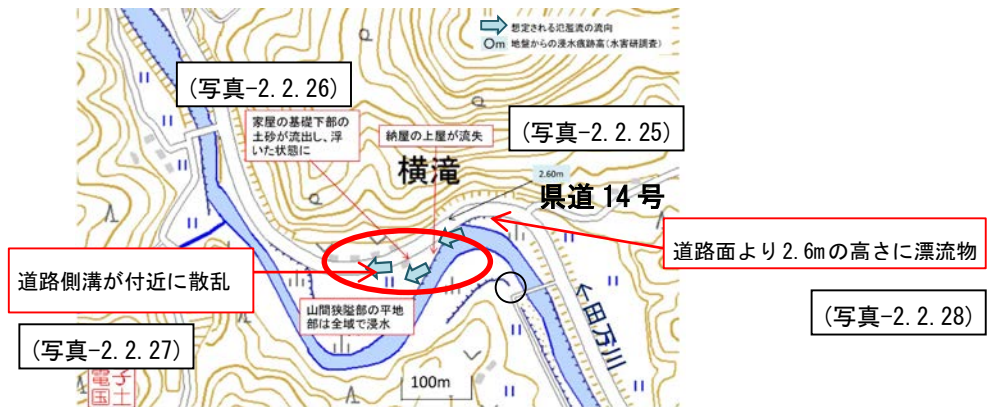 想定される氾濫流の流向
0m 地盤からの浸水痕跡高(水害研調査)
(写真-2.2.26)
家屋の基礎下部の
土砂が流出し、浮
いた状態に
納屋の上屋が流失
(写真-2.2.25)
横滝
2.60m
県道14号
道路側溝が付近に散乱
道路面より2.6mの高さに漂流物
山間狭隘部の平地
部は全域で浸水
←田万川
(写真-2.2.27)
(写真-2.2.28)
100m
電子
国土